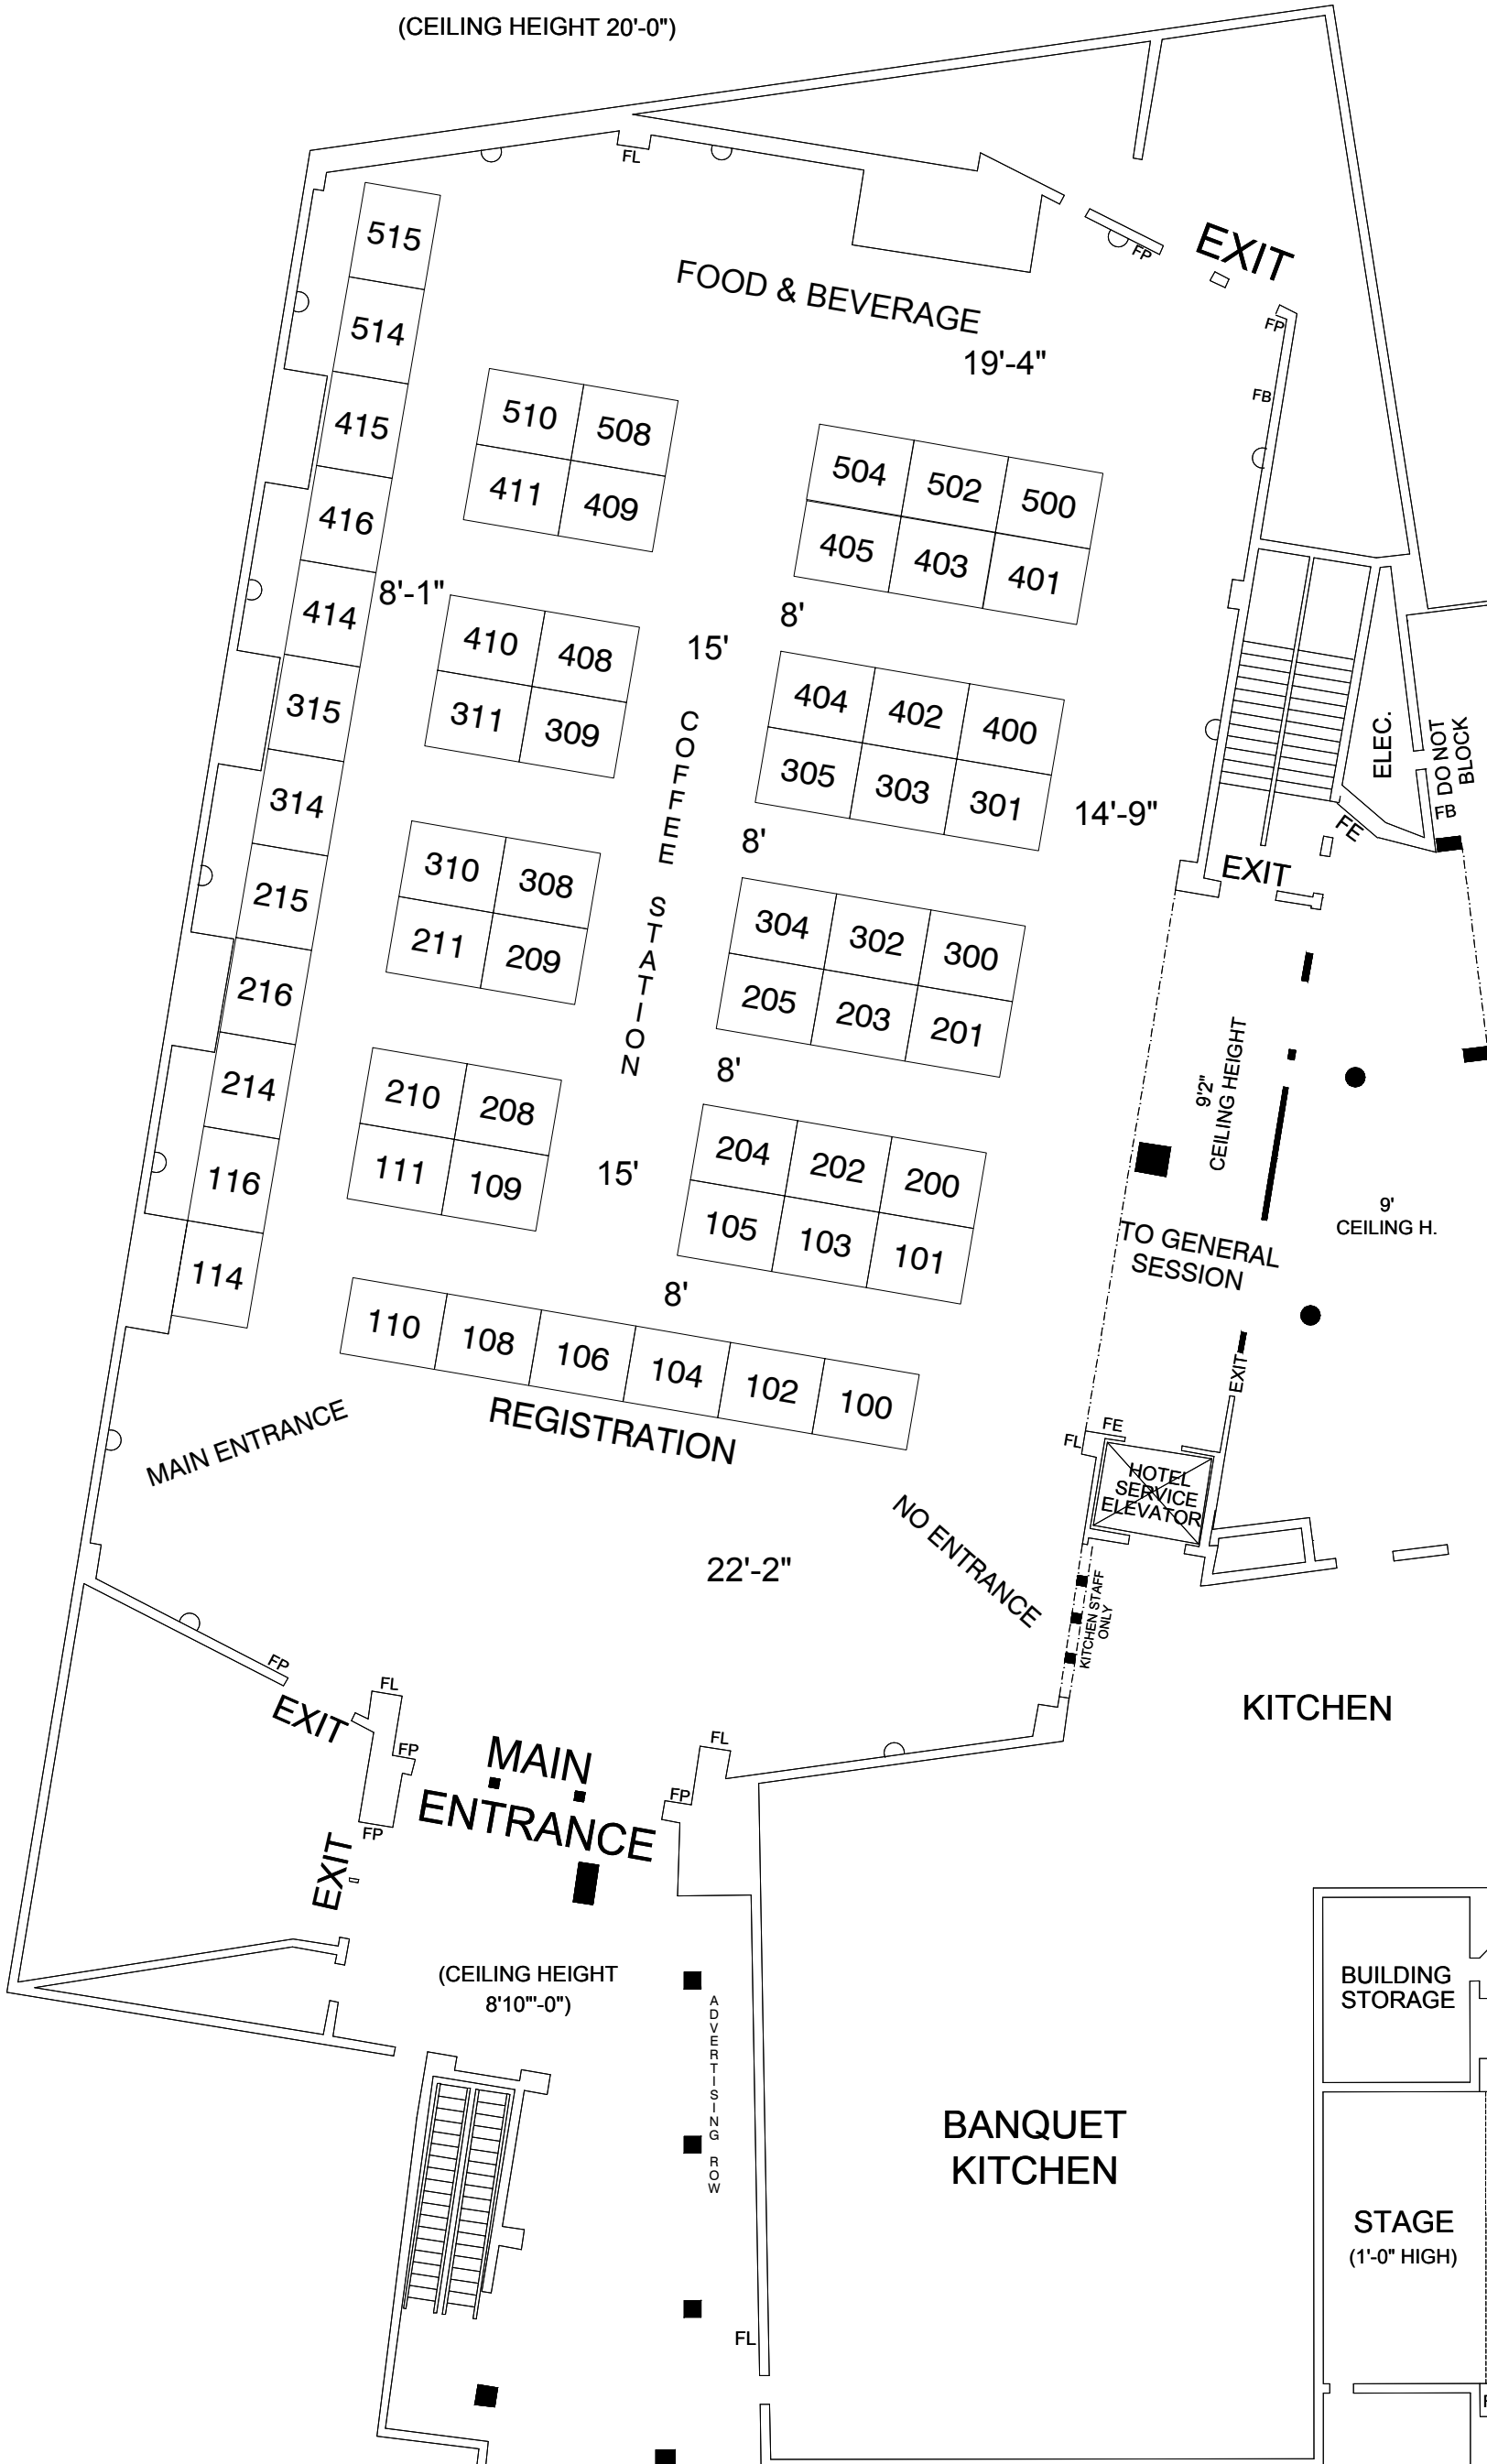 (CEILING HEIGHT 20'-0")
FL
FP
EXIT
FP
FB
FOOD & BEVERAGE
19'-4"
515
514
415
416
414
315
314
215
216
214
116
114
510 508
411 409
504 502 500
405 403 401
8'-1"
8'
15'
410 408
311 309
404 402 400
305 303 301
14'-9"
8'
COFFEE STATION
310 308
211 209
304 302 300
205 203 201
8'
210 208
111 109
15'
204 202 200
105 103 101
8'
110 108 106 104 102 100
REGISTRATION
MAIN ENTRANCE
NO ENTRANCE
22'-2"
ELEC.
DO NOT
BLOCK
FB
FE
EXIT
9'2"
CEILING HEIGHT
9'
CEILING H.
TO GENERAL
SESSION
EXIT
FE
FL
HOTEL
SERVICE
ELEVATOR
KITCHEN STAFF
ONLY
KITCHEN
FP
EXIT
FL
FP
FP
EXIT
MAIN
ENTRANCE
FL
FP
(CEILING HEIGHT
8'10"'-0")
ADVERTISING ROW
FL
BANQUET
KITCHEN
BUILDING
STORAGE
STAGE
(1'-0" HIGH)